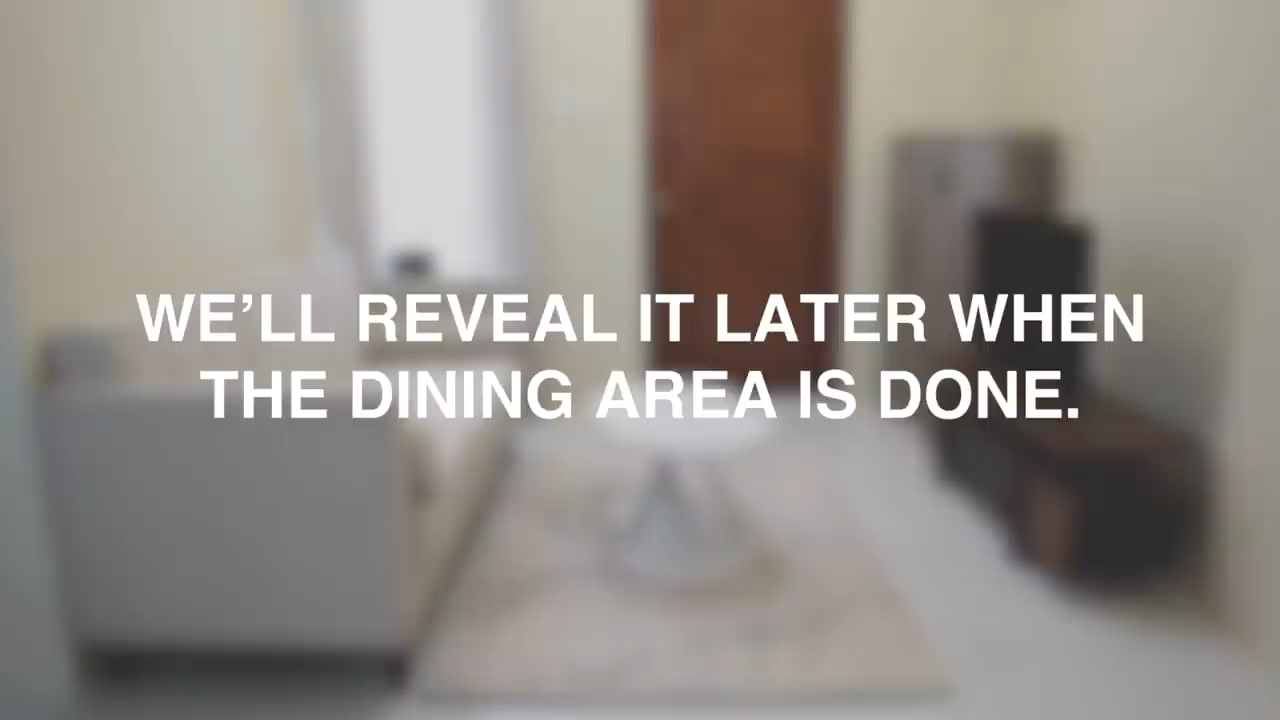 WE’LL REVEAL IT LATER WHEN
THE DINING AREA IS DONE.